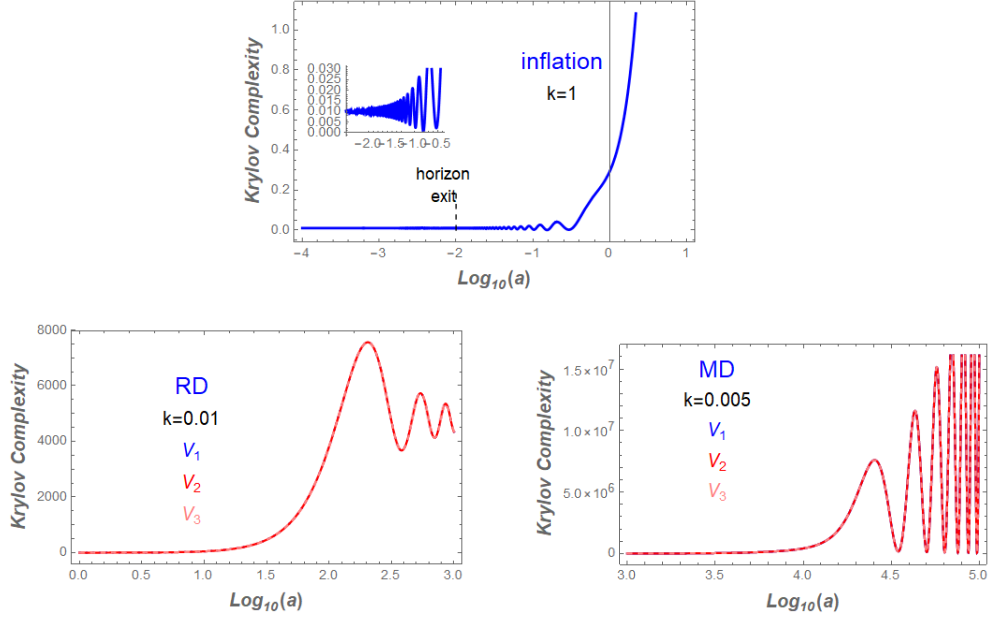 Krylov Complexity
1.0
0.8
0.6
0.4
0.2
0.0
inflation
k=1
0.030
0.025
0.020
0.015
0.010
0.005
0.000
−2.0 −1.5 −1.0 −0.5
horizon
exit
−4 −3 −2 −1 0 1
Log10(a)
Krylov Complexity
8000
6000
4000
2000
0
RD
k=0.01
V1
V2
V3
0.0 0.5 1.0 1.5 2.0 2.5 3.0
Log10(a)
Krylov Complexity
1.5×10^7
1.0×10^7
5.0×10^6
0
MD
k=0.005
V1
V2
V3
3.0 3.5 4.0 4.5 5.0
Log10(a)